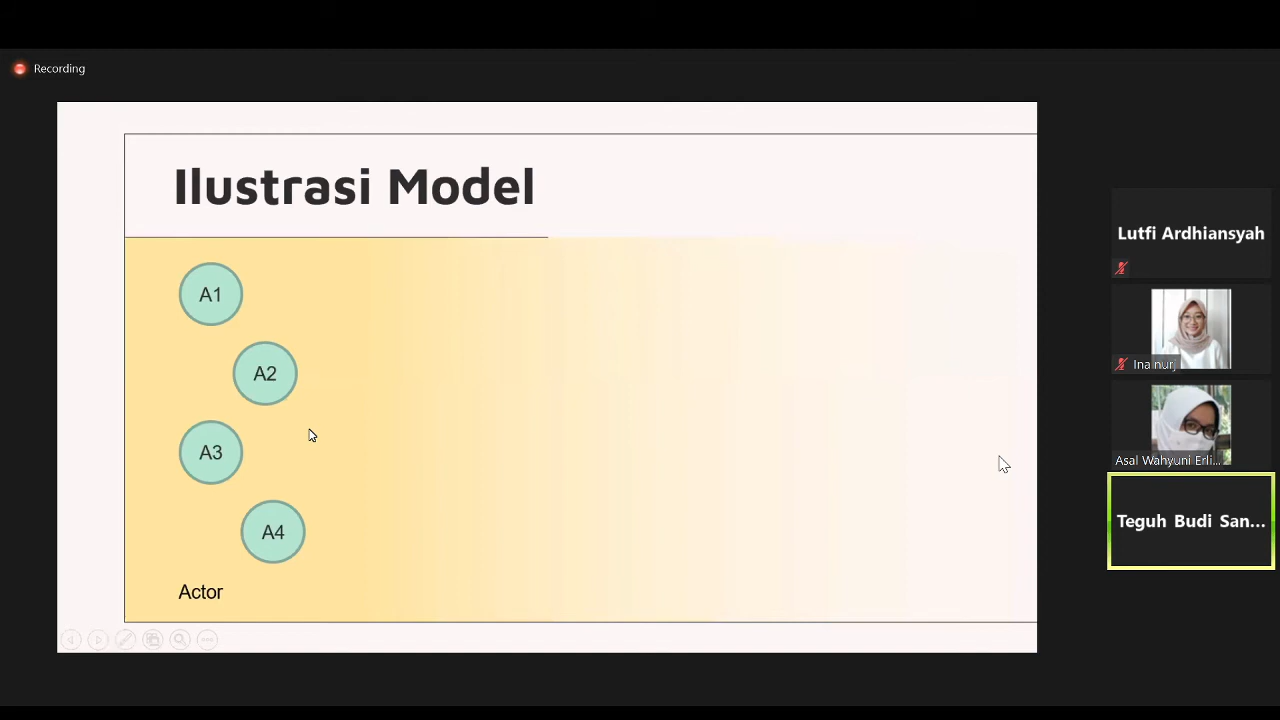 Recording
Ilustrasi Model
A1
A2
A3
A4
Actor
Lutfi Ardhiansyah
Ina nurj
Asal Wahyuni Erli...
Teguh Budi San...